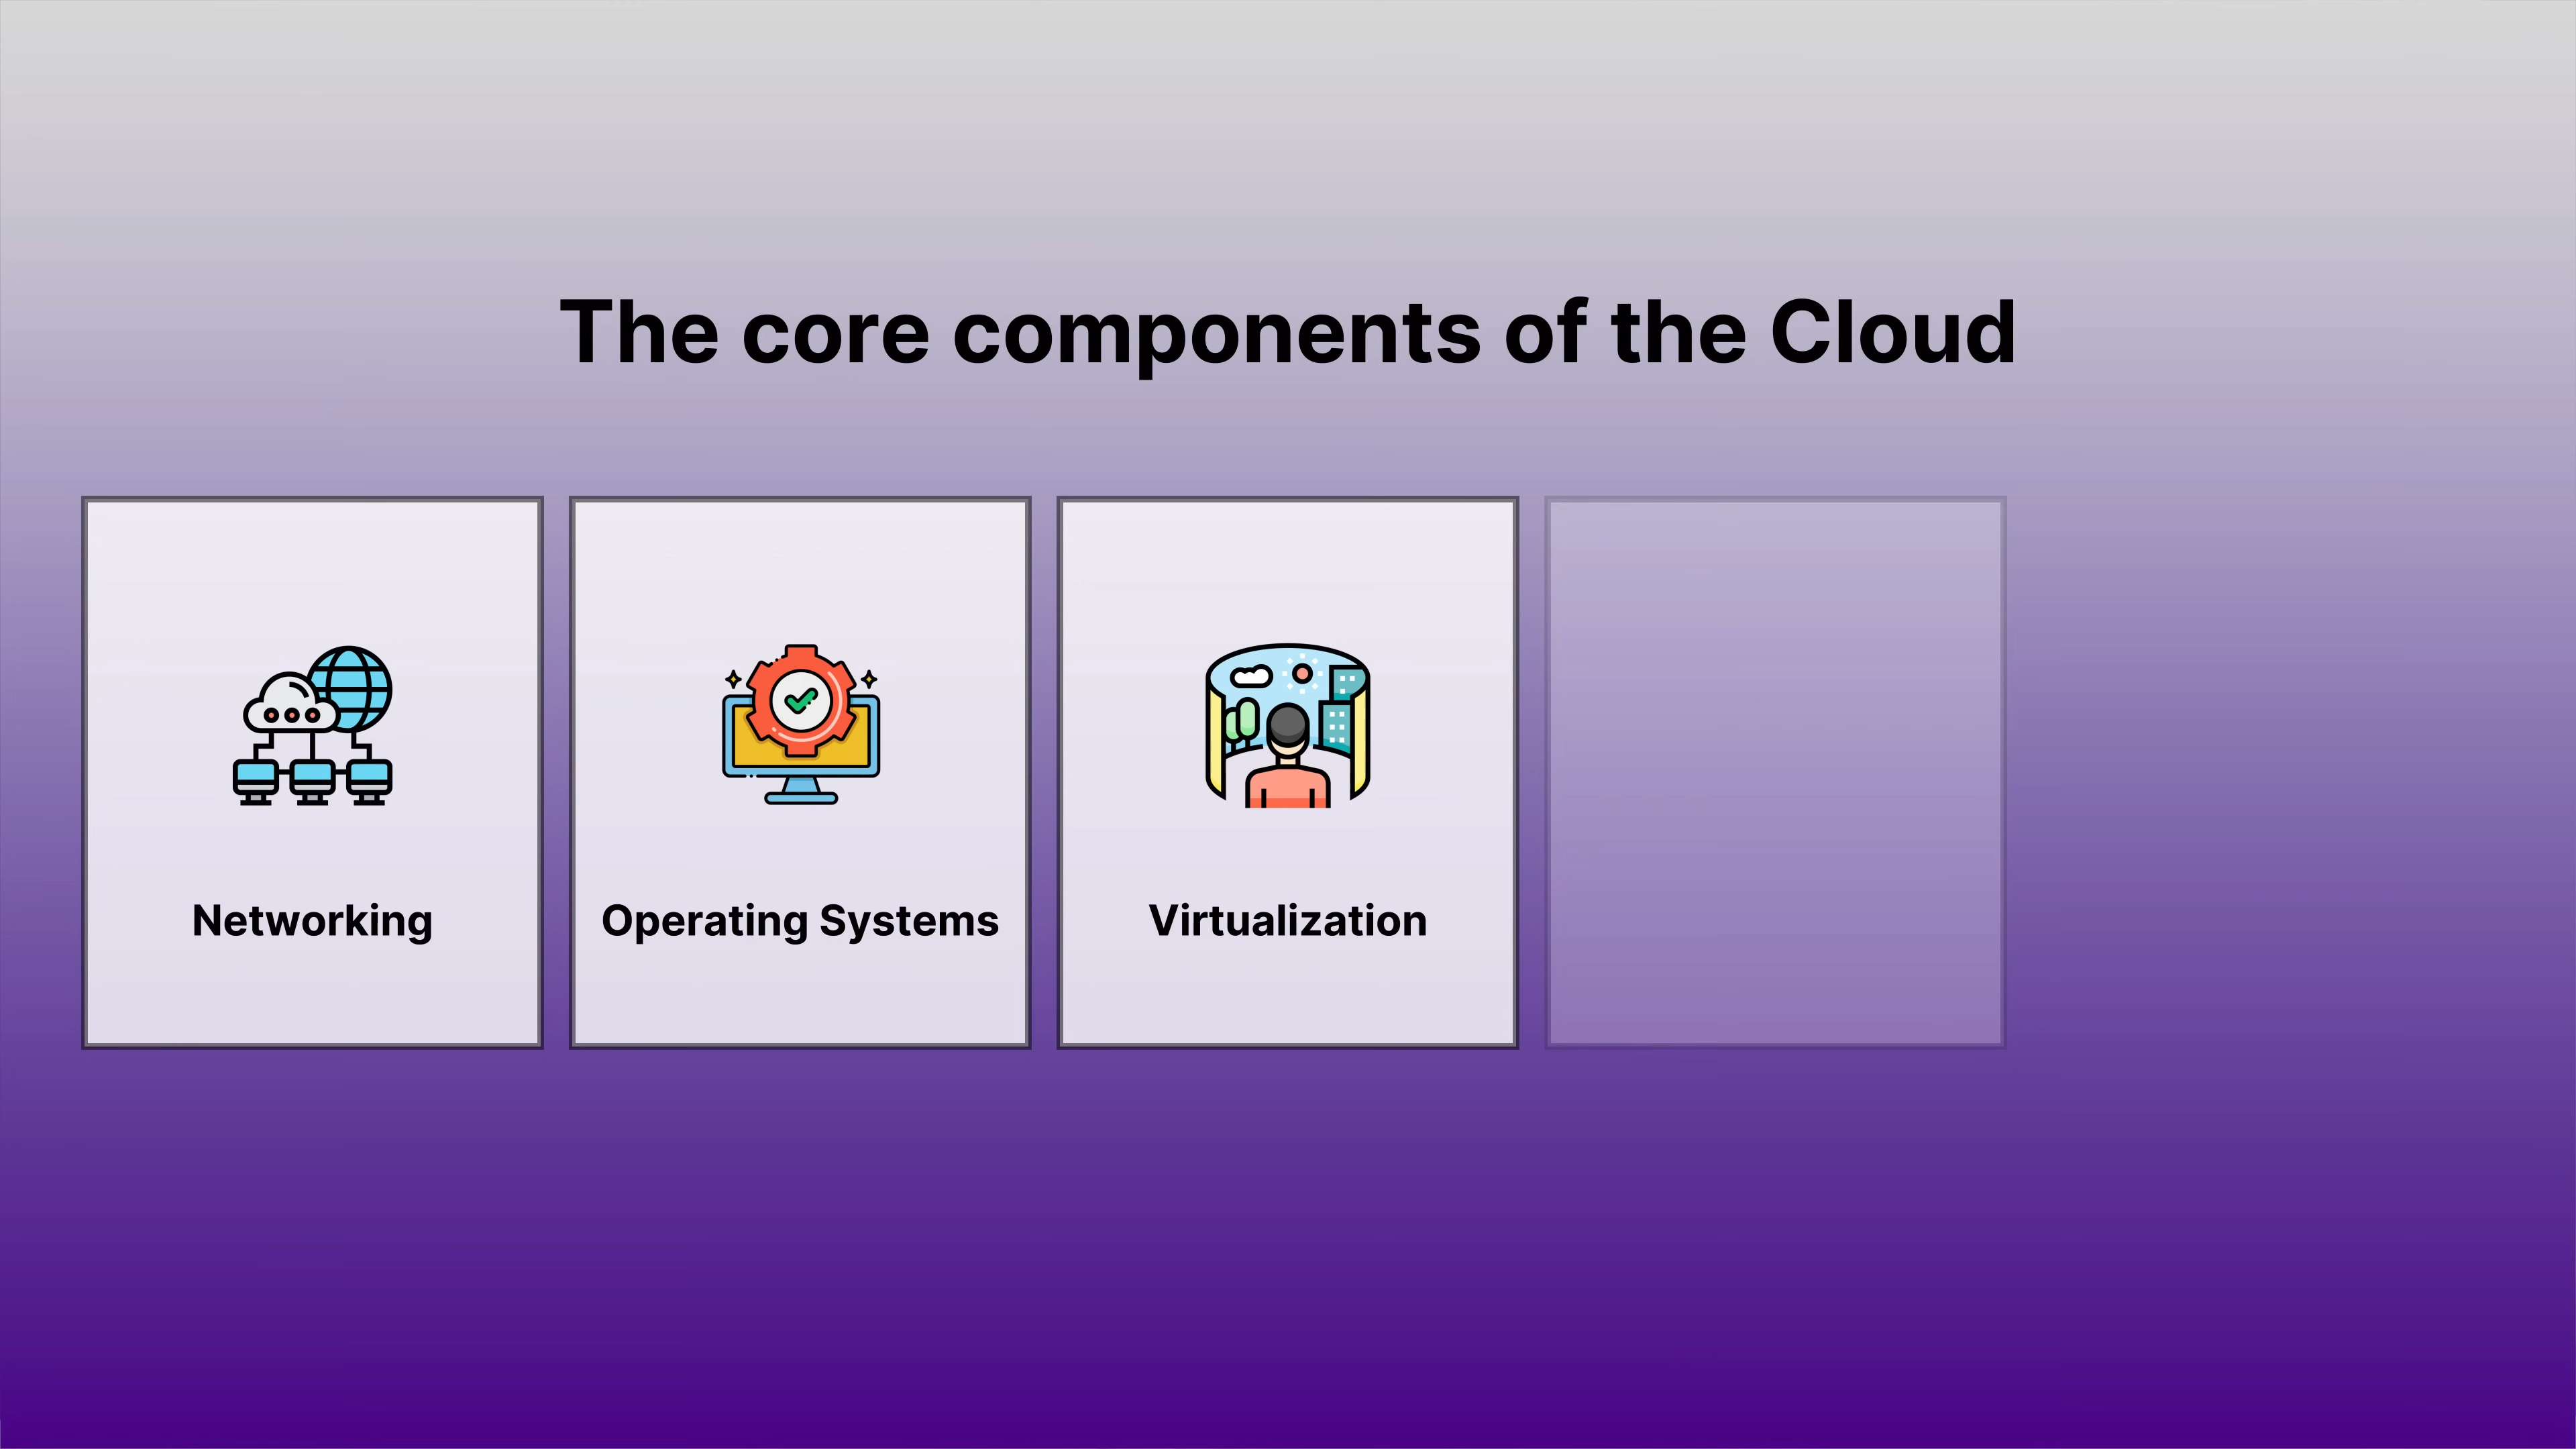 The core components of the Cloud
Networking
Operating Systems
Virtualization